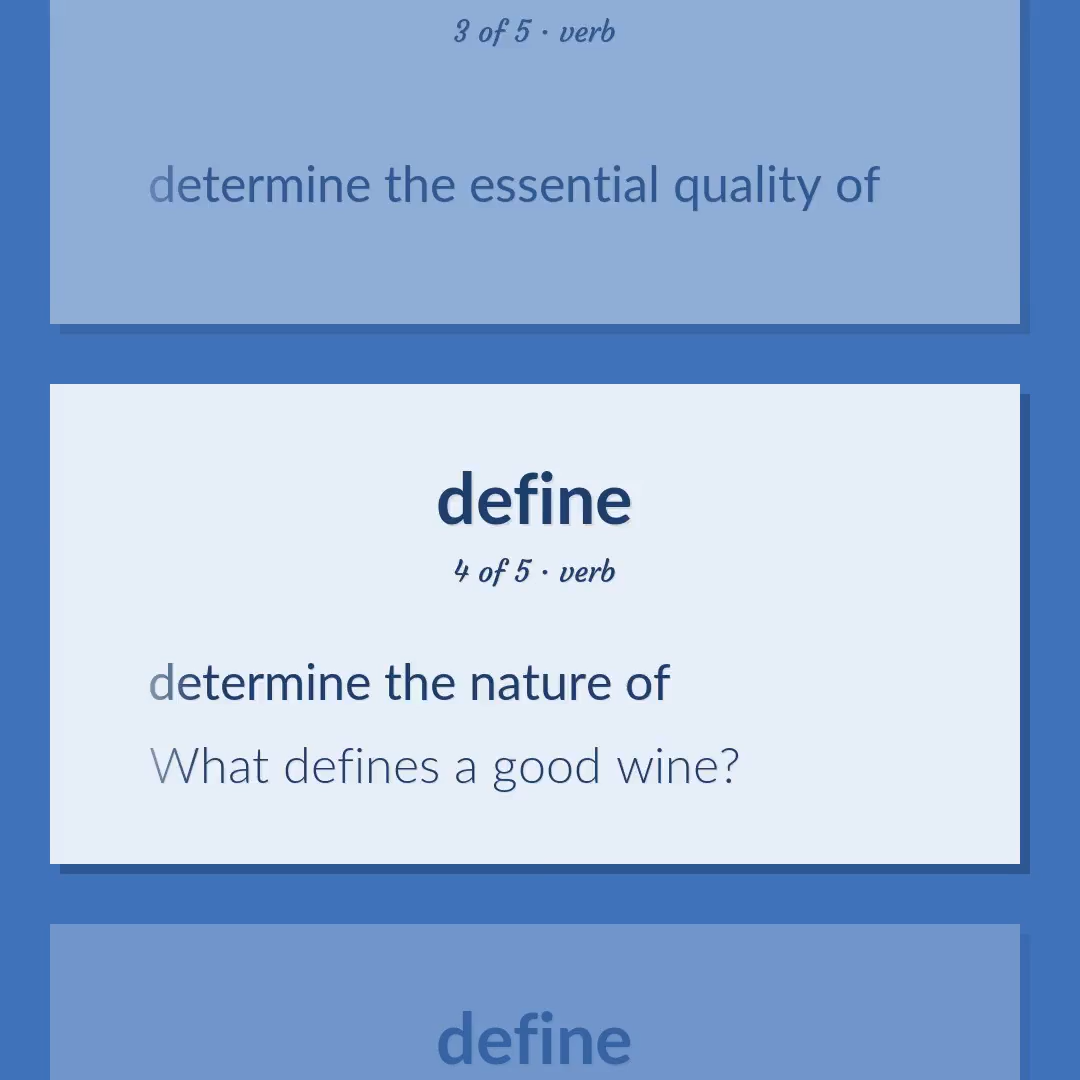 3 of 5 · verb
determine the essential quality of
define
4 of 5 · verb
determine the nature of
What defines a good wine?
define